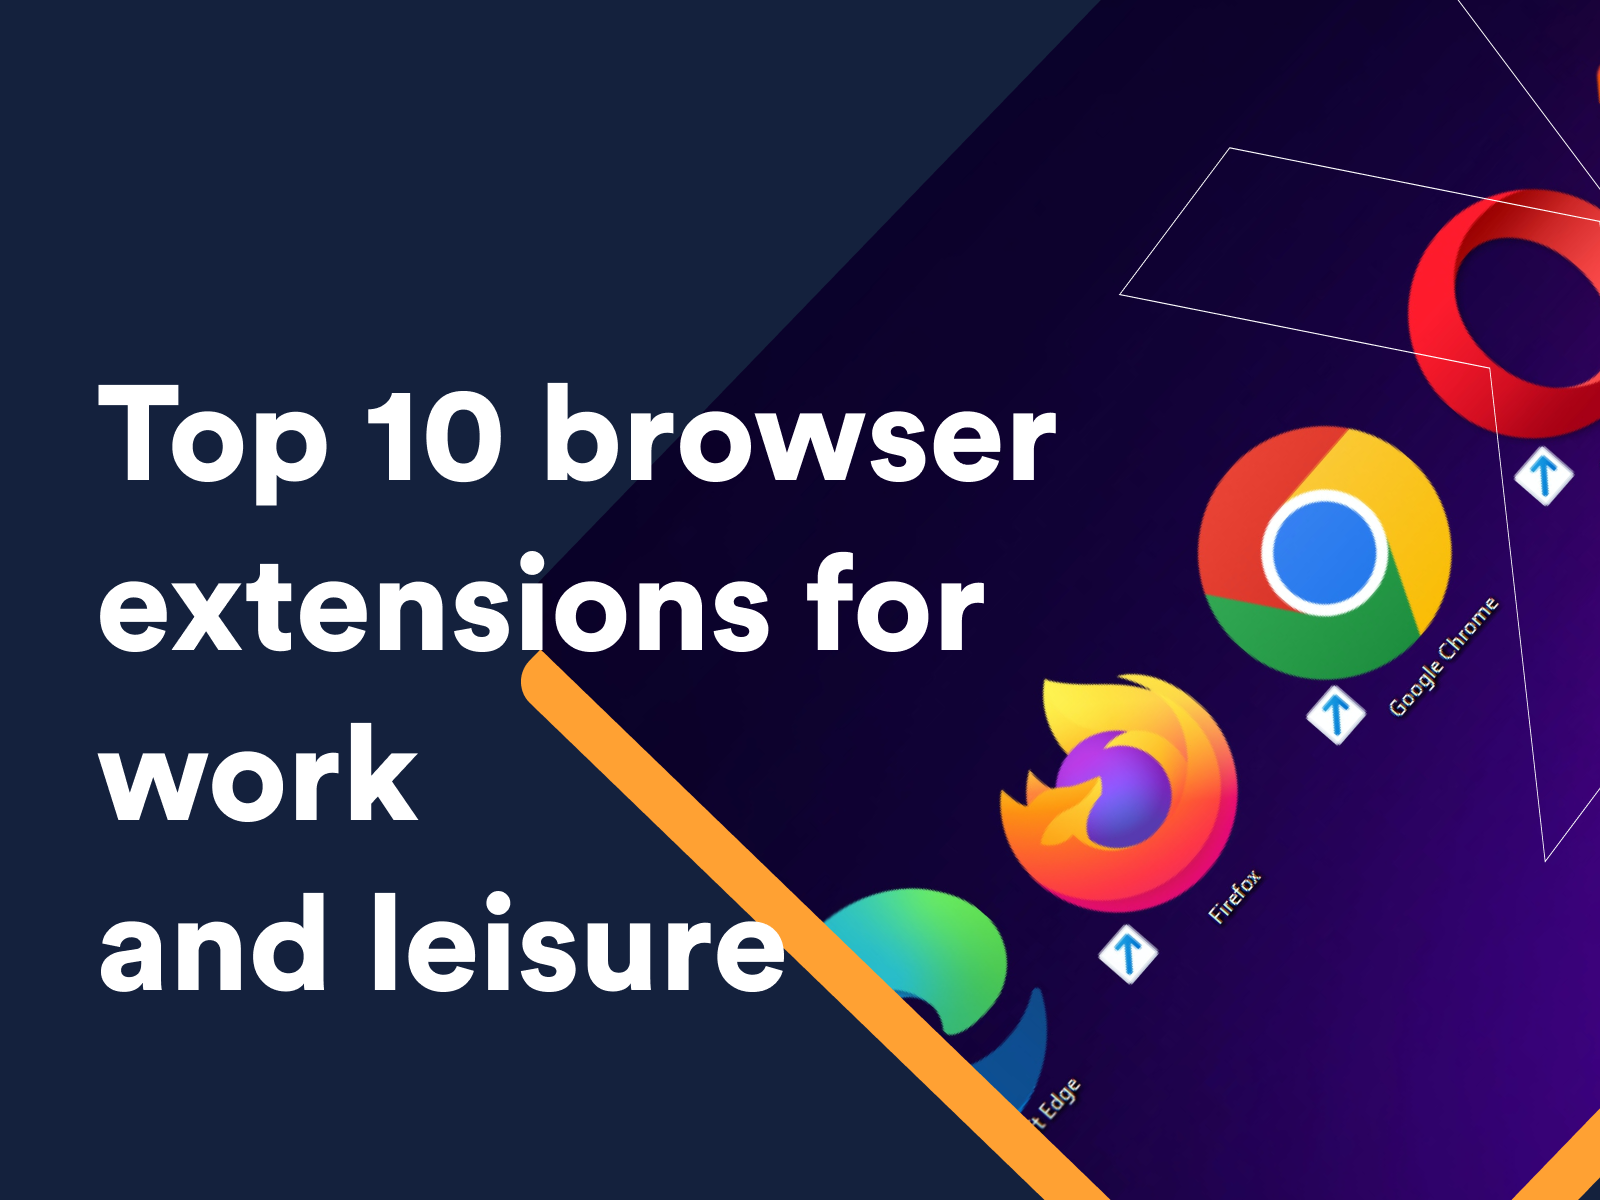 Top 10 browser
extensions for
work
and leisure
Google Chrome
Firefox
t Edge